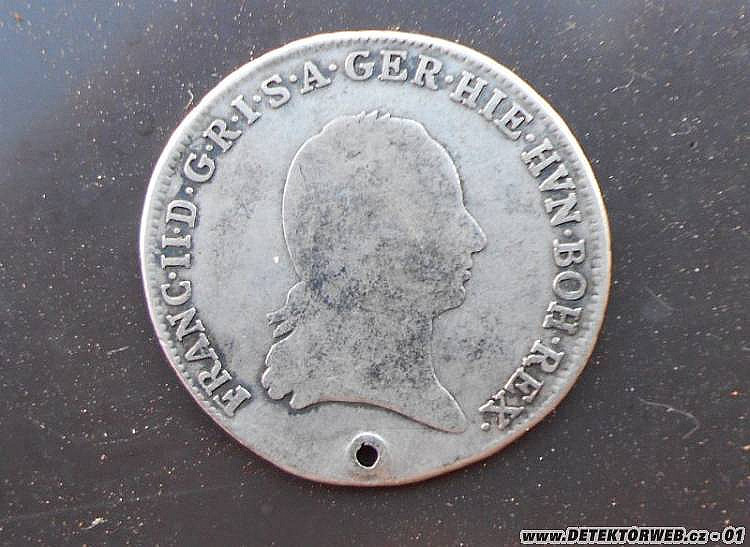 FRANC·II·D·G·R·I·S·A·GER·HIE·HVN·BOH·REX·
www.DETEKTORWEB.cz - 01